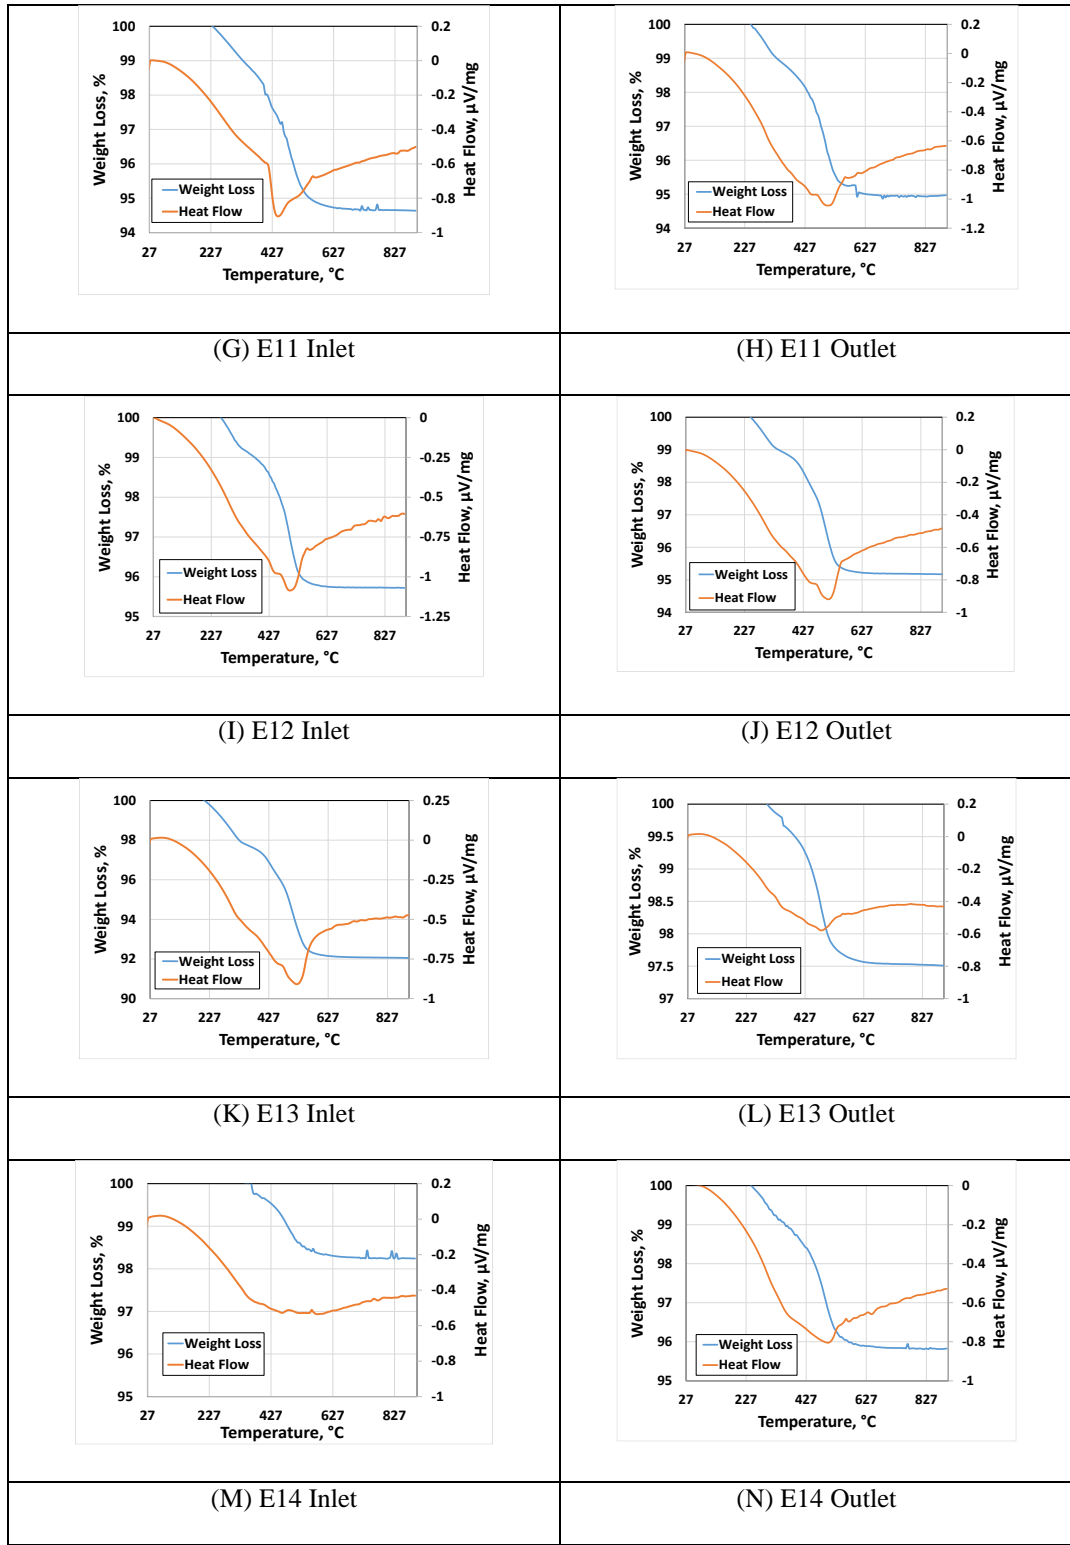 100
99
98
97
96
95
94
0.2
0
-0.2
-0.4
-0.6
-0.8
-1
27 227 427 627 827
Weight Loss, %
Heat Flow, µV/mg
Temperature, °C
Weight Loss
Heat Flow
100
99
98
97
96
95
94
0.2
0
-0.2
-0.4
-0.6
-0.8
-1
-1.2
27 227 427 627 827
Weight Loss, %
Heat Flow, µV/mg
Temperature, °C
Weight Loss
Heat Flow
(G) E11 Inlet
(H) E11 Outlet
100
99
98
97
96
95
0
-0.25
-0.5
-0.75
-1
-1.25
27 227 427 627 827
Weight Loss, %
Heat Flow, µV/mg
Temperature, °C
Weight Loss
Heat Flow
100
99
98
97
96
95
94
0.2
0
-0.2
-0.4
-0.6
-0.8
-1
27 227 427 627 827
Weight Loss, %
Heat Flow, µV/mg
Temperature, °C
Weight Loss
Heat Flow
(I) E12 Inlet
(J) E12 Outlet
100
98
96
94
92
90
0.25
0
-0.25
-0.5
-0.75
-1
27 227 427 627 827
Weight Loss, %
Heat Flow, µV/mg
Temperature, °C
Weight Loss
Heat Flow
100
99.5
99
98.5
98
97.5
97
0.2
0
-0.2
-0.4
-0.6
-0.8
-1
27 227 427 627 827
Weight Loss, %
Heat Flow, µV/mg
Temperature, °C
Weight Loss
Heat Flow
(K) E13 Inlet
(L) E13 Outlet
100
99
98
97
96
95
0.2
0
-0.2
-0.4
-0.6
-0.8
-1
27 227 427 627 827
Weight Loss, %
Heat Flow, µV/mg
Temperature, °C
Weight Loss
Heat Flow
100
99
98
97
96
95
0
-0.2
-0.4
-0.6
-0.8
-1
27 227 427 627 827
Weight Loss, %
Heat Flow, µV/mg
Temperature, °C
Weight Loss
Heat Flow
(M) E14 Inlet
(N) E14 Outlet